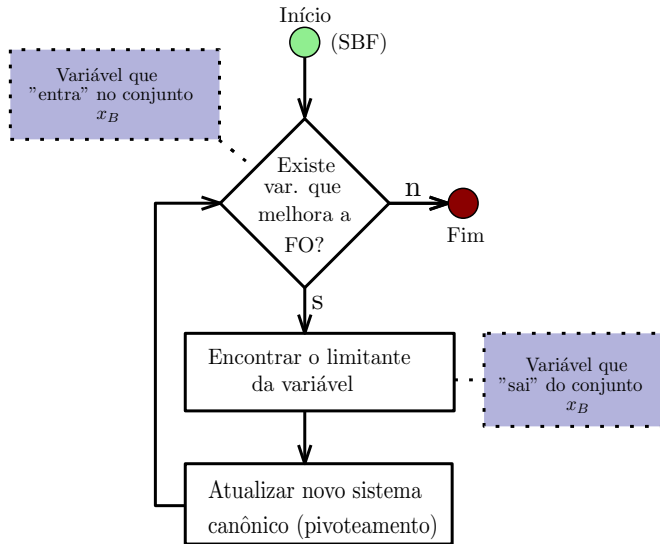 Início
(SBF)
Variável que
"entra" no conjunto
x_B
Existe
var. que
melhora a
FO?
n
Fim
s
Encontrar o limitante
da variável
Variável que
"sai" do conjunto
x_B
Atualizar novo sistema
canônico (pivoteamento)